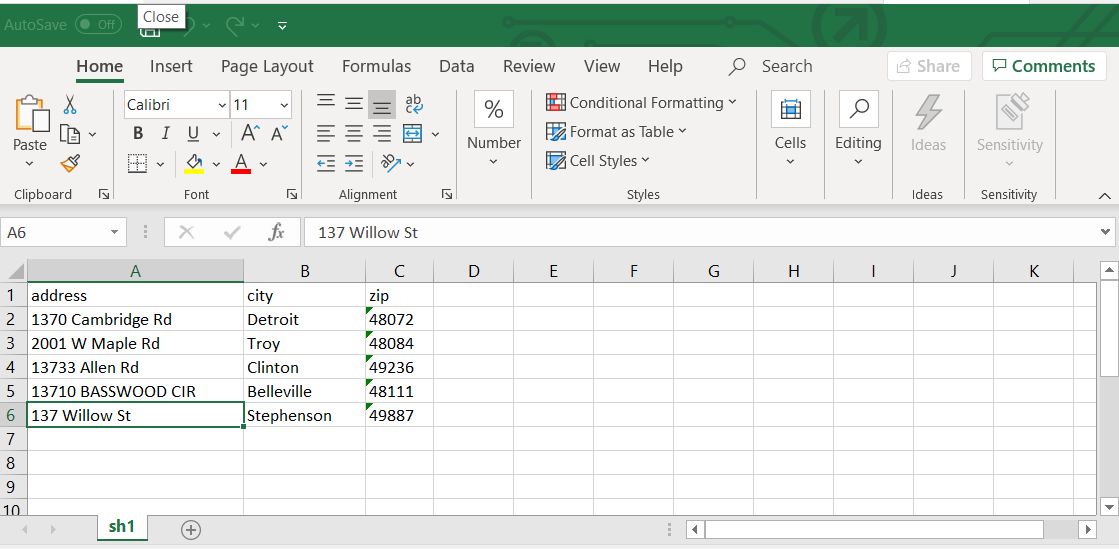 AutoSave Off Close
Home Insert Page Layout Formulas Data Review View Help Search Share Comments
Calibri 11 ab
Paste
B I U A A
A
Clipboard Font Alignment
% Number
Conditional Formatting
Format as Table
Cell Styles
Styles
Cells Editing Ideas Sensitivity
Ideas Sensitivity
A6 fx 137 Willow St
A B C D E F G H I J K
1 address city zip
2 1370 Cambridge Rd Detroit 48072
3 2001 W Maple Rd Troy 48084
4 13733 Allen Rd Clinton 49236
5 13710 BASSWOOD CIR Belleville 48111
6 137 Willow St Stephenson 49887
7
8
9
10
sh1